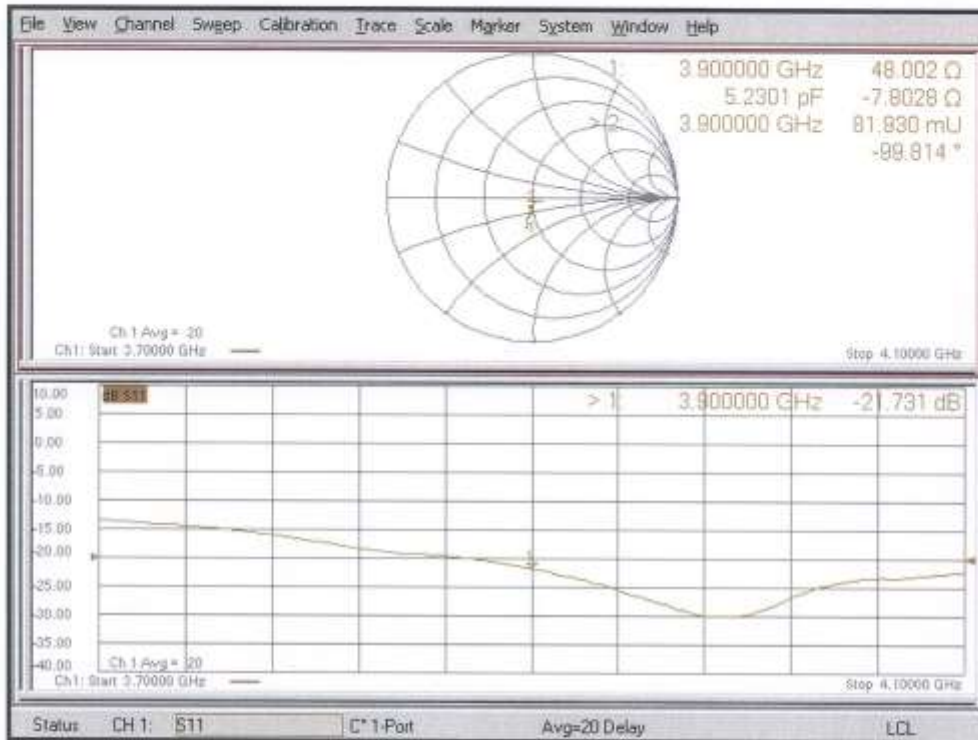 File View Channel Sweep Calibration Trace Scale Marker System Window Help
1: 3.900000 GHz 48.002 Ω
5.2301 pF -7.8028 Ω
> 2: 3.900000 GHz 81.930 mU
-99.814 °
Ch 1 Avg = 20
Ch1: Start 3.70000 GHz
Stop 4.10000 GHz
dB S11
> 1: 3.900000 GHz -21.731 dB
10.00
5.00
0.00
-5.00
-10.00
-15.00
-20.00
-25.00
-30.00
-35.00
-40.00
Ch 1 Avg = 20
Ch1: Start 3.70000 GHz
Stop 4.10000 GHz
Status CH 1: S11 C* 1-Port Avg=20 Delay LCL